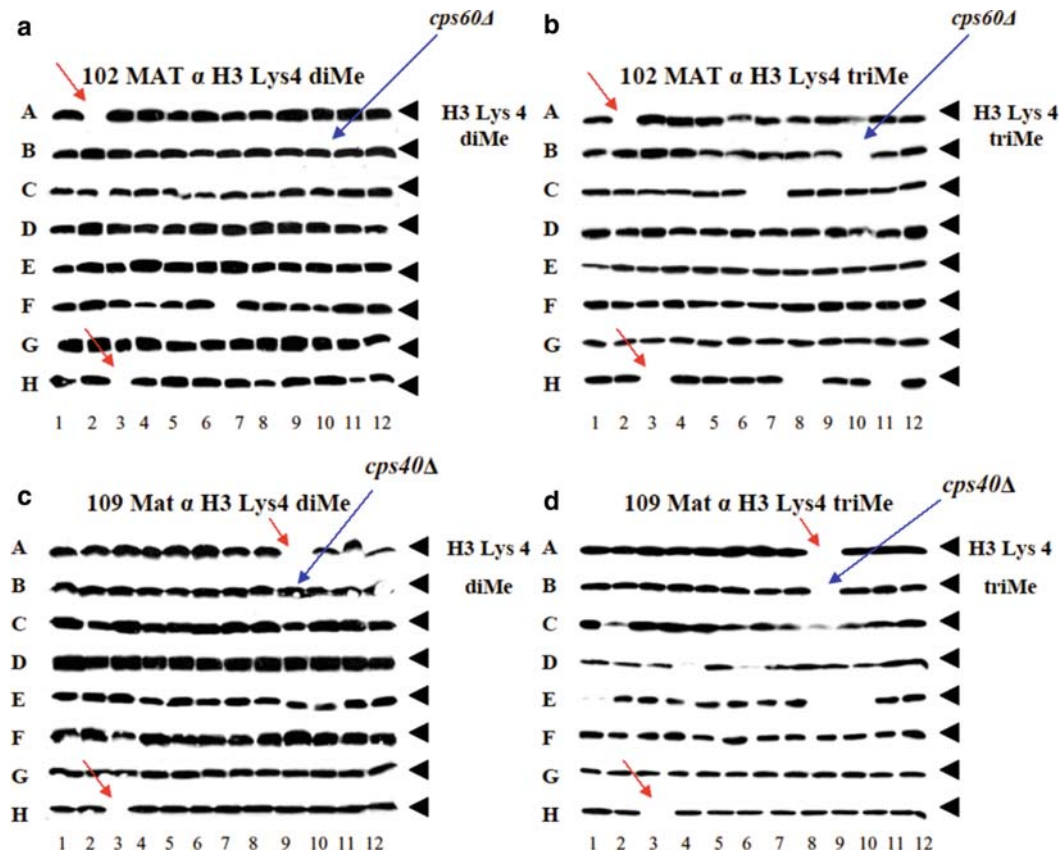 a
cps60Δ
102 MAT α H3 Lys4 diMe
A
B
C
D
E
F
G
H
H3 Lys 4
diMe
1 2 3 4 5 6 7 8 9 10 11 12
b
cps60Δ
102 MAT α H3 Lys4 triMe
A
B
C
D
E
F
G
H
H3 Lys 4
triMe
1 2 3 4 5 6 7 8 9 10 11 12
c
cps40Δ
109 Mat α H3 Lys4 diMe
A
B
C
D
E
F
G
H
H3 Lys 4
diMe
1 2 3 4 5 6 7 8 9 10 11 12
d
cps40Δ
109 Mat α H3 Lys4 triMe
A
B
C
D
E
F
G
H
H3 Lys 4
triMe
1 2 3 4 5 6 7 8 9 10 11 12